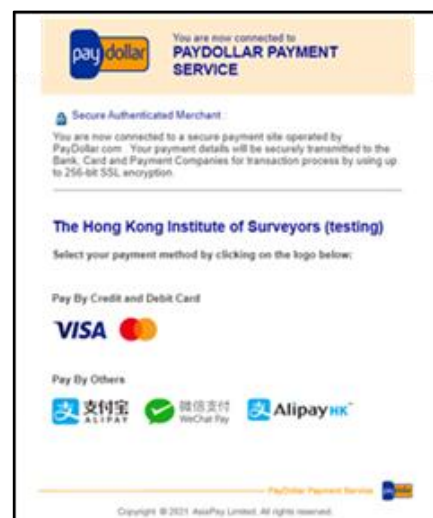 paydollar
You are now connected to
PAYDOLLAR PAYMENT
SERVICE
Secure Authenticated Merchant :
You are now connected to a secure payment site operated by
PayDollar.com Your payment details will be securely transmitted to the
Bank, Card and Payment Companies for transaction process by using up
to 256-bit SSL encryption
The Hong Kong Institute of Surveyors (testing)
Select your payment method by clicking on the logo below:
Pay By Credit and Debit Card
VISA
Pay By Others
支 支付宝 ALIPAY
微信支付 WeChat Pay
支 Alipay HK™
PayDollar Payment Service paydollar
Copyright © 2021 AsiaPay Limited. All rights reserved.